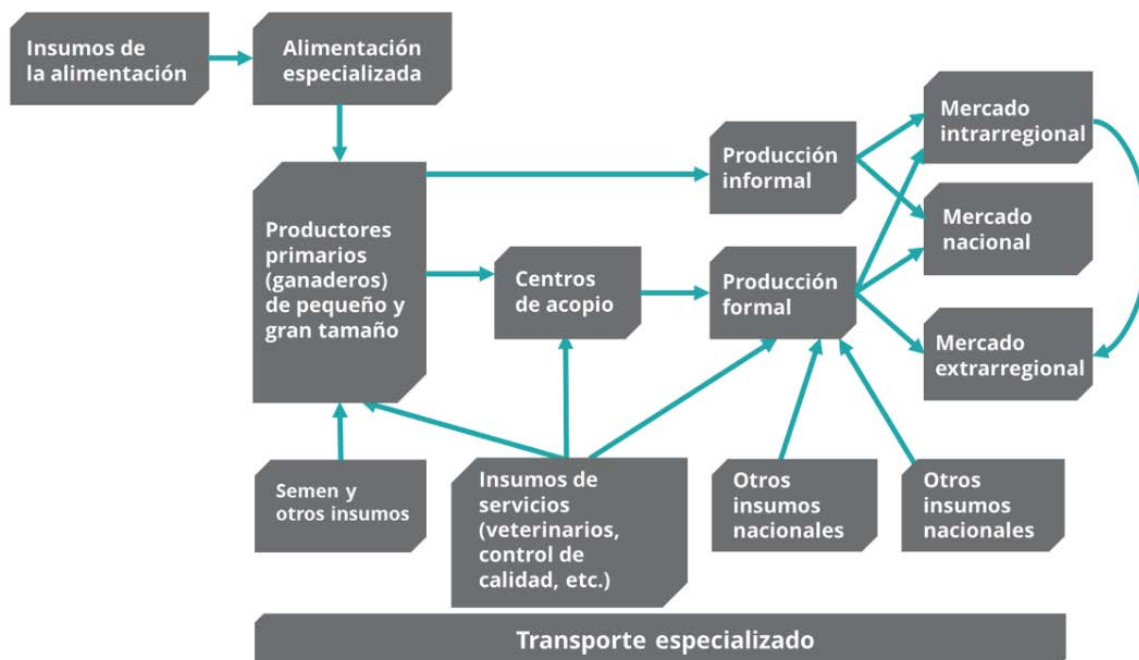 Insumos de
la alimentación
Alimentación
especializada
Mercado
intrarregional
Producción
informal
Productores
primarios
(ganaderos)
de pequeño y
gran tamaño
Mercado
nacional
Centros
de acopio
Producción
formal
Mercado
extrarregional
Semen y
otros insumos
Insumos de
servicios
(veterinarios,
control de
calidad, etc.)
Otros
insumos
nacionales
Otros
insumos
nacionales
Transporte especializado